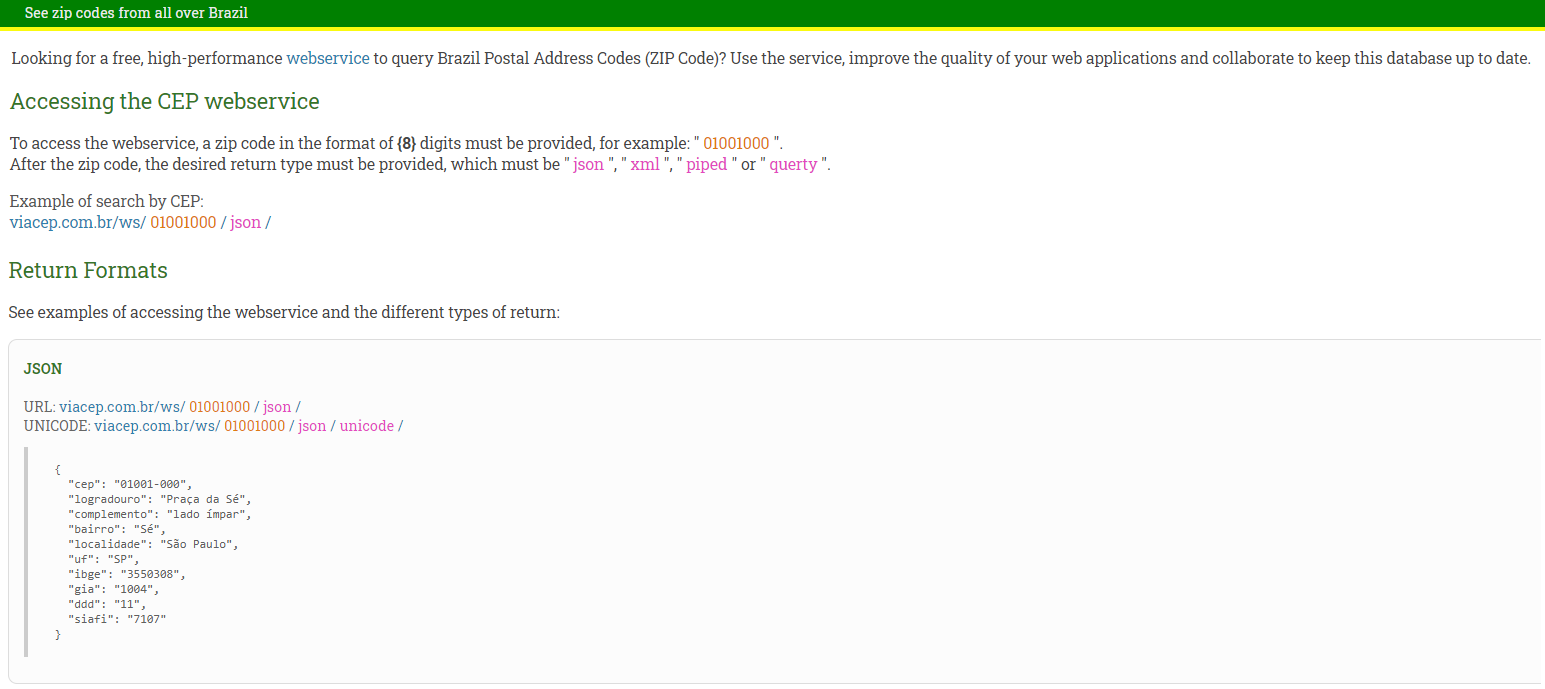 See zip codes from all over Brazil
Looking for a free, high-performance webservice to query Brazil Postal Address Codes (ZIP Code)? Use the service, improve the quality of your web applications and collaborate to keep this database up to date.
Accessing the CEP webservice
To access the webservice, a zip code in the format of {8} digits must be provided, for example: " 01001000 ".
After the zip code, the desired return type must be provided, which must be " json ", " xml ", " piped " or " querty ".
Example of search by CEP:
viacep.com.br/ws/ 01001000 / json /
Return Formats
See examples of accessing the webservice and the different types of return:
JSON
URL: viacep.com.br/ws/ 01001000 / json /
UNICODE: viacep.com.br/ws/ 01001000 / json / unicode /
{
"cep": "01001-000",
"logradouro": "Praça da Sé",
"complemento": "lado ímpar",
"bairro": "Sé",
"localidade": "São Paulo",
"uf": "SP",
"ibge": "3550308",
"gia": "1004",
"ddd": "11",
"siafi": "7107"
}